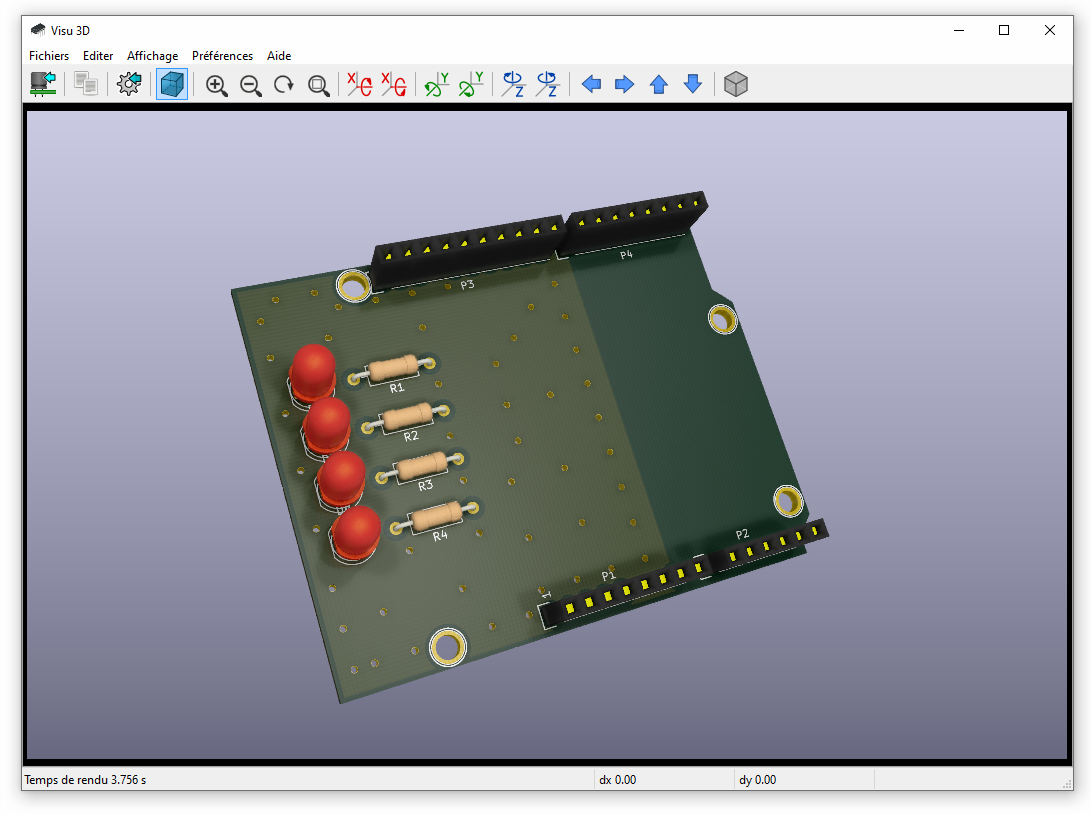 Visu 3D
Fichiers Editer Affichage Préférences Aide
X X Y Y Z Z
P4
P3
R1
R2
R3
R4
P2
P1
1
Temps de rendu 3.756 s dx 0.00 dy 0.00